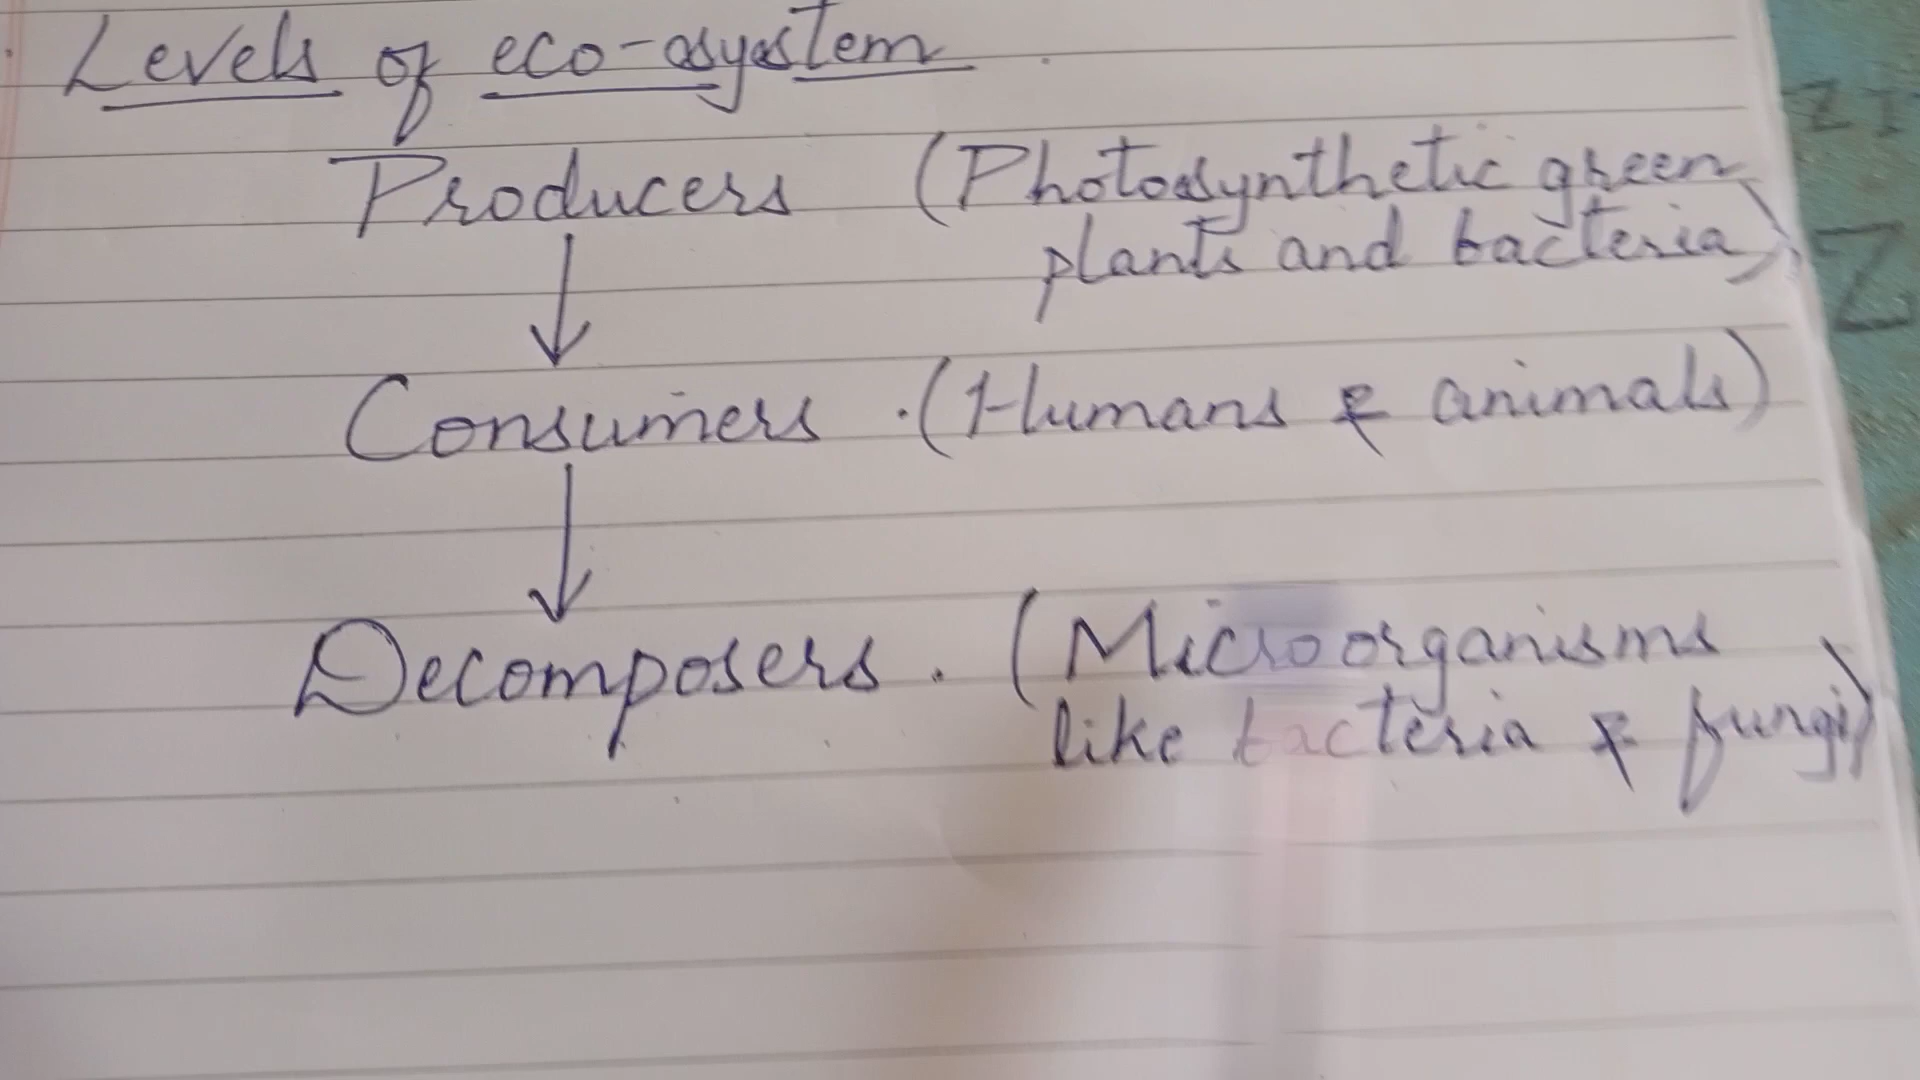 Levels of eco-system
Producers (Photosynthetic green
plants and bacteria)
Consumers . (Humans & animals)
Decomposers . (Microorganisms
like bacteria & fungi)